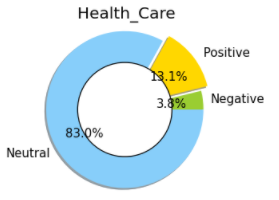 Health_Care
Positive
13.1%
Negative
3.8%
83.0%
Neutral